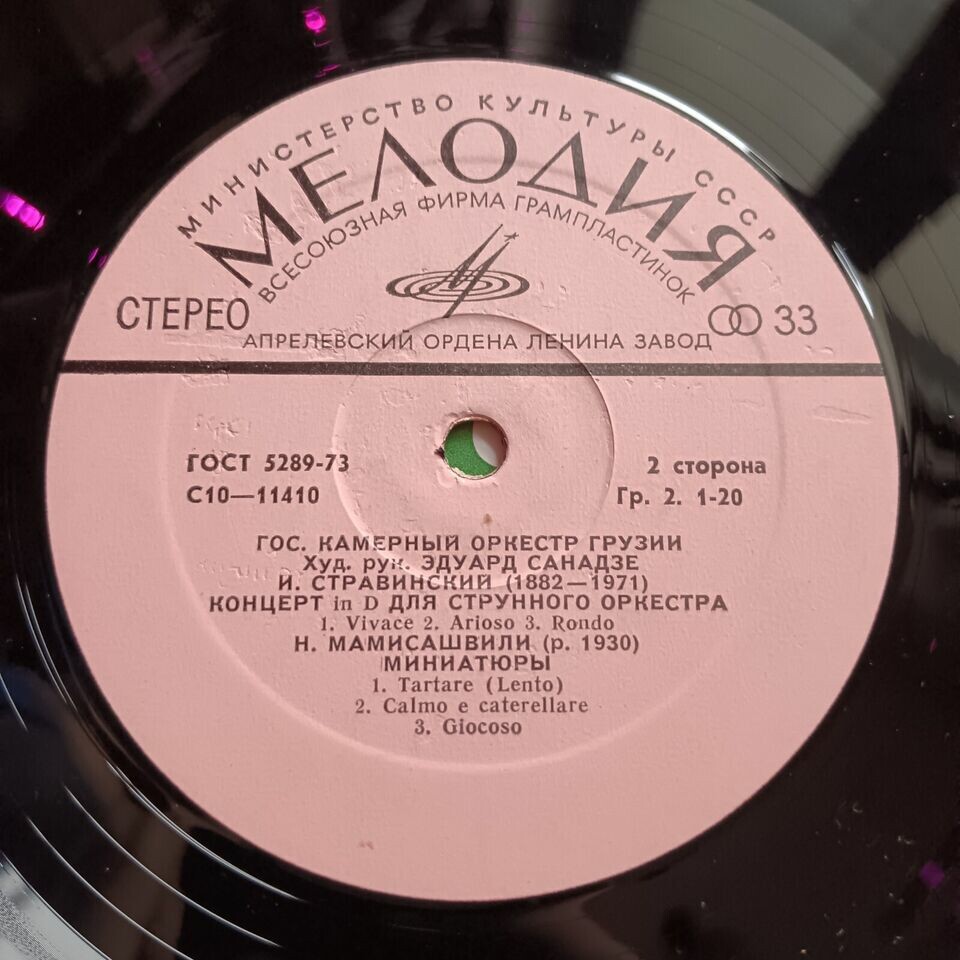 МИНИСТЕРСТВО КУЛЬТУРЫ СССР
МЕЛОДИЯ
ВСЕСОЮЗНАЯ ФИРМА ГРАМПЛАСТИНОК
СТЕРЕО
33
АПРЕЛЕВСКИЙ ОРДЕНА ЛЕНИНА ЗАВОД
ГОСТ 5289-73
2 сторона
С10—11410
Гр. 2. 1-20
ГОС. КАМЕРНЫЙ ОРКЕСТР ГРУЗИИ
Худ. рук. ЭДУАРД САНАДЗЕ
И. СТРАВИНСКИЙ (1882—1971)
КОНЦЕРТ in D ДЛЯ СТРУННОГО ОРКЕСТРА
1. Vivace 2. Arioso 3. Rondo
Н. МАМИСАШВИЛИ (р. 1930)
МИНИАТЮРЫ
1. Tartare (Lento)
2. Calmo e caterellare
3. Giocoso